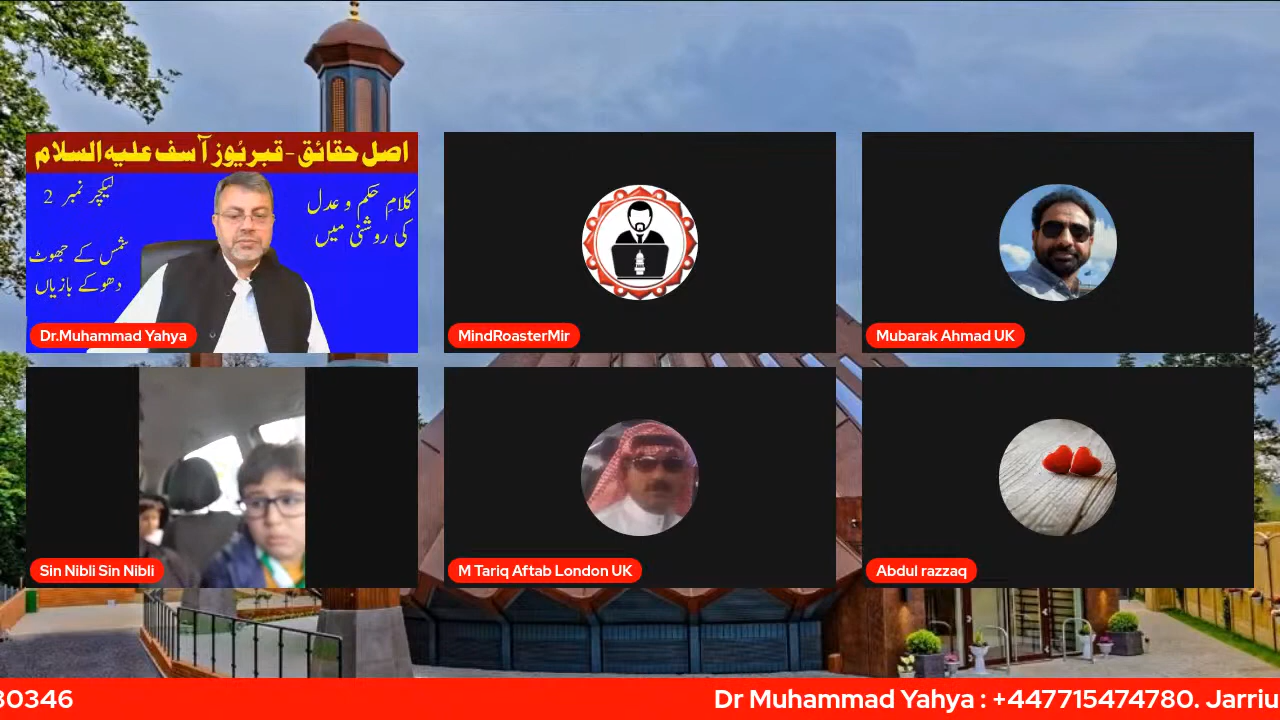 اصل حقائق - قبر یُوز آسف علیہ السلام
لیکچر نمبر 2
کلامِ حکم و عدل
کی روشنی میں
شمس کے جھوٹ
دھوکے بازیاں
Dr.Muhammad Yahya
MindRoasterMir
Mubarak Ahmad UK
Sin Nibli Sin Nibli
M Tariq Aftab London UK
Abdul razzaq
30346 Dr Muhammad Yahya : +447715474780. Jarriu